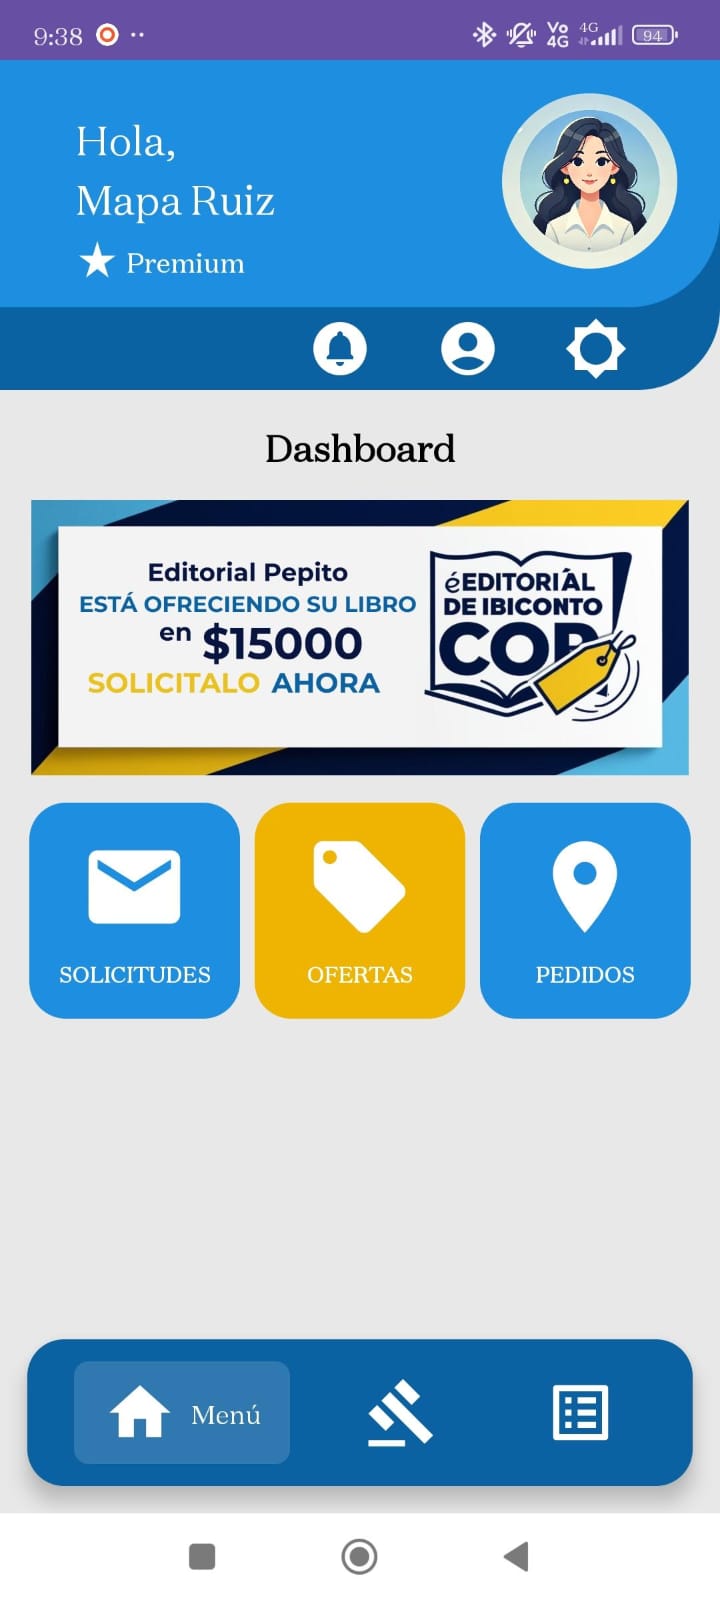 9:38
Vo
4G
4G
94
Hola,
Mapa Ruiz
Premium
Dashboard
Editorial Pepito
ESTÁ OFRECIENDO SU LIBRO
en $15000
SOLICITALO AHORA
éEDITORIÁL
DE IBICONTO
COP
SOLICITUDES
OFERTAS
PEDIDOS
Menú